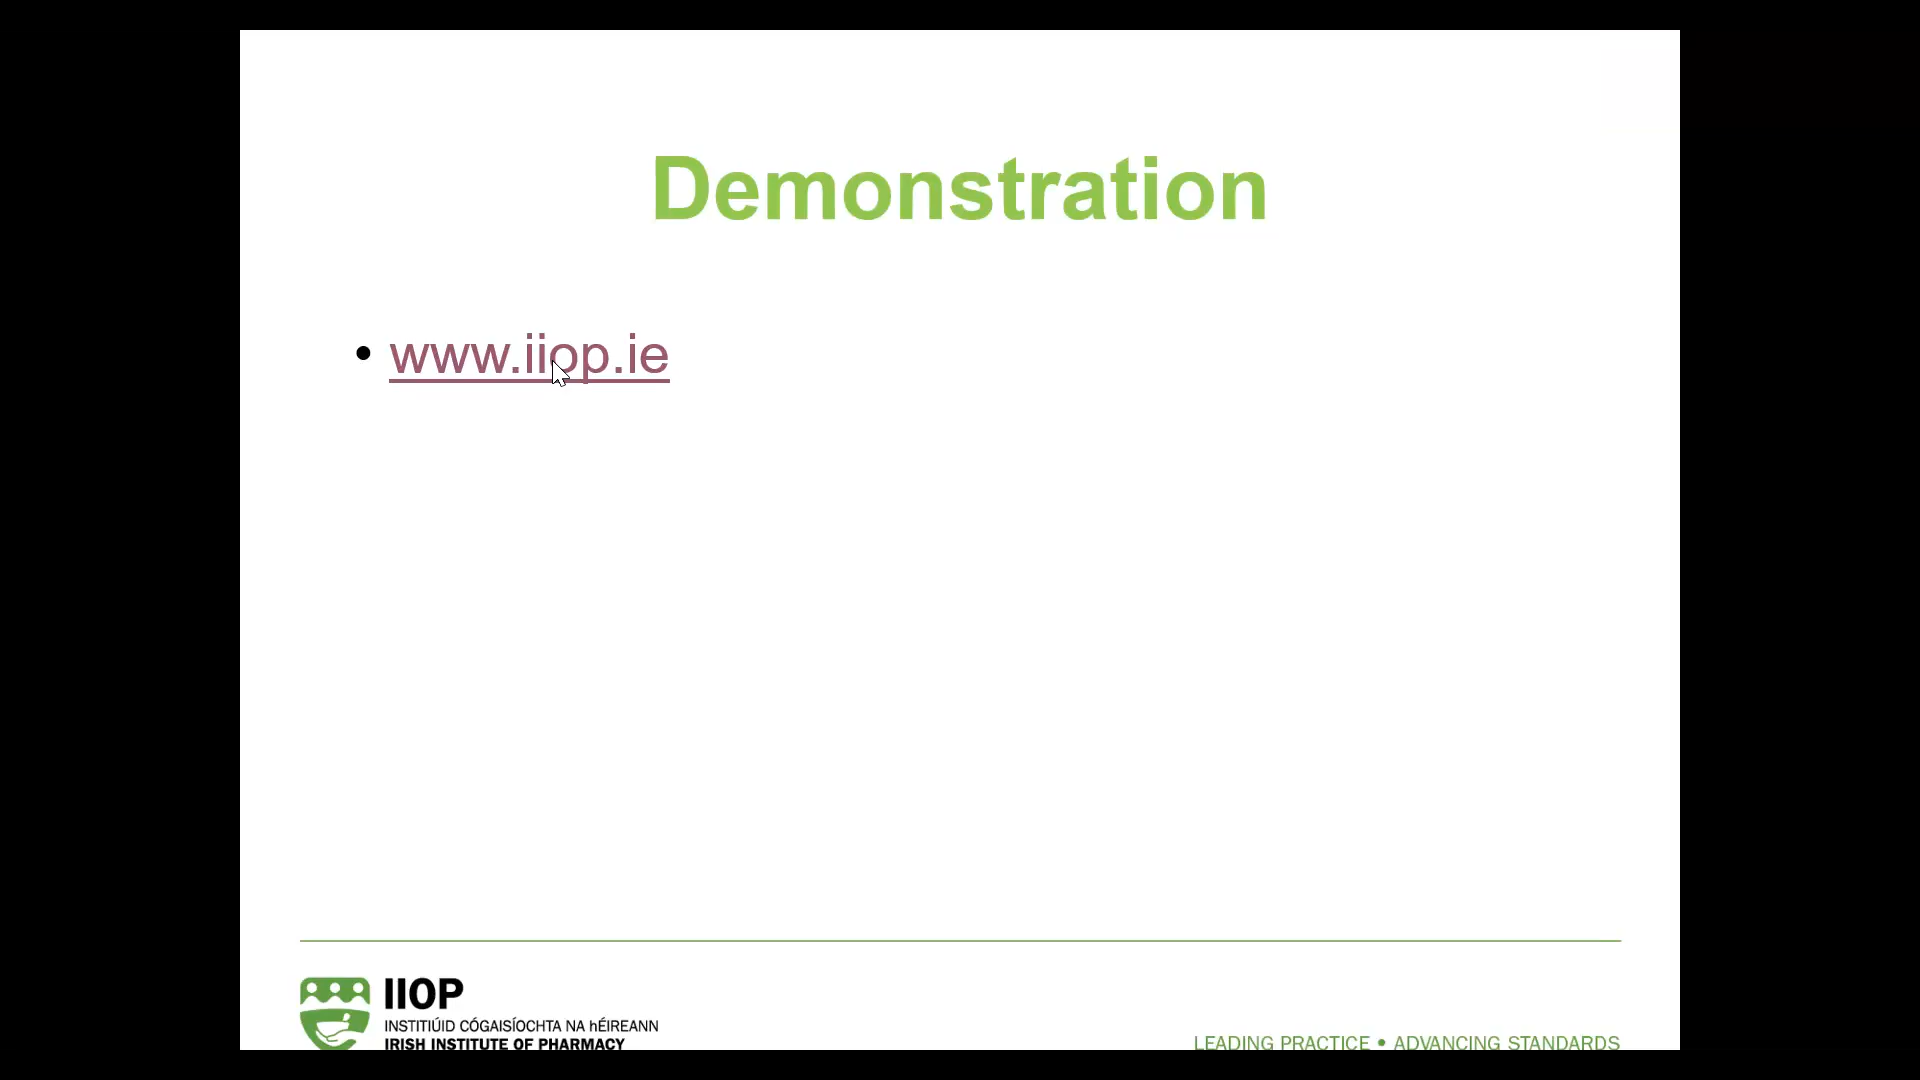 Demonstration
• www.iiop.ie
IIOP
INSTITIÚID CÓGAISÍOCHTA NA hÉIREANN
IRISH INSTITUTE OF PHARMACY
LEADING PRACTICE • ADVANCING STANDARDS